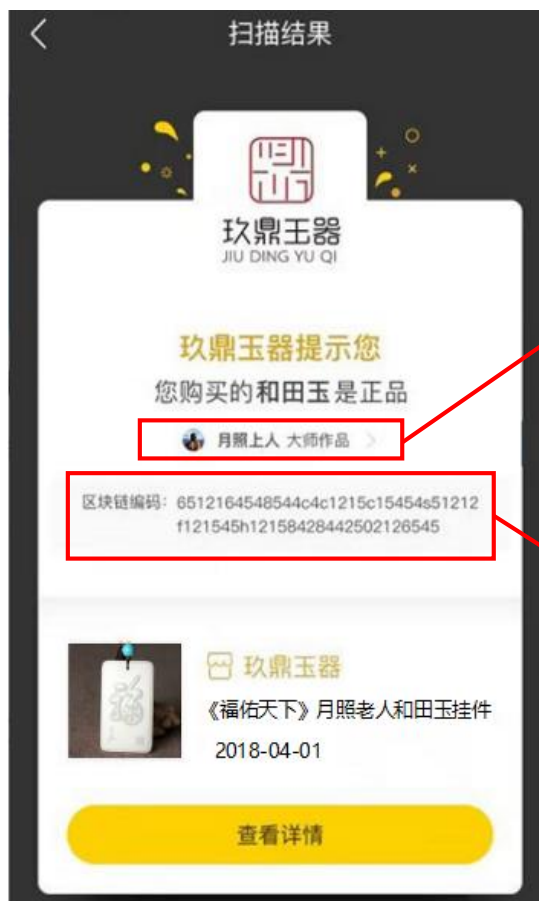 扫描结果
玖鼎玉器
JIU DING YU QI
玖鼎玉器提示您
您购买的和田玉是正品
月照上人 大师作品
区块链编码：6512164548544c4c1215c15454s51212
f121545h12158428442502126545
福
玖鼎玉器
《福佑天下》月照老人和田玉挂件
2018-04-01
查看详情